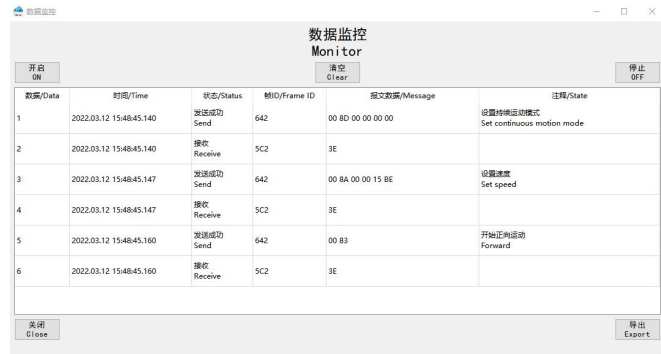 数据监控
数据监控
Monitor
开启
ON
清空
Clear
停止
OFF
数据/Data 时间/Time 状态/Status 帧ID/Frame ID 报文数据/Message 注释/State
1 2022.03.12 15:48:45.140 发送成功 Send 642 00 8D 00 00 00 00 设置持续运动模式 Set continuous motion mode
2 2022.03.12 15:48:45.140 接收 Receive 5C2 3E
3 2022.03.12 15:48:45.147 发送成功 Send 642 00 8A 00 00 15 BE 设置速度 Set speed
4 2022.03.12 15:48:45.147 接收 Receive 5C2 3E
5 2022.03.12 15:48:45.160 发送成功 Send 642 00 83 开始正向运动 Forward
6 2022.03.12 15:48:45.160 接收 Receive 5C2 3E
关闭
Close
导出
Export